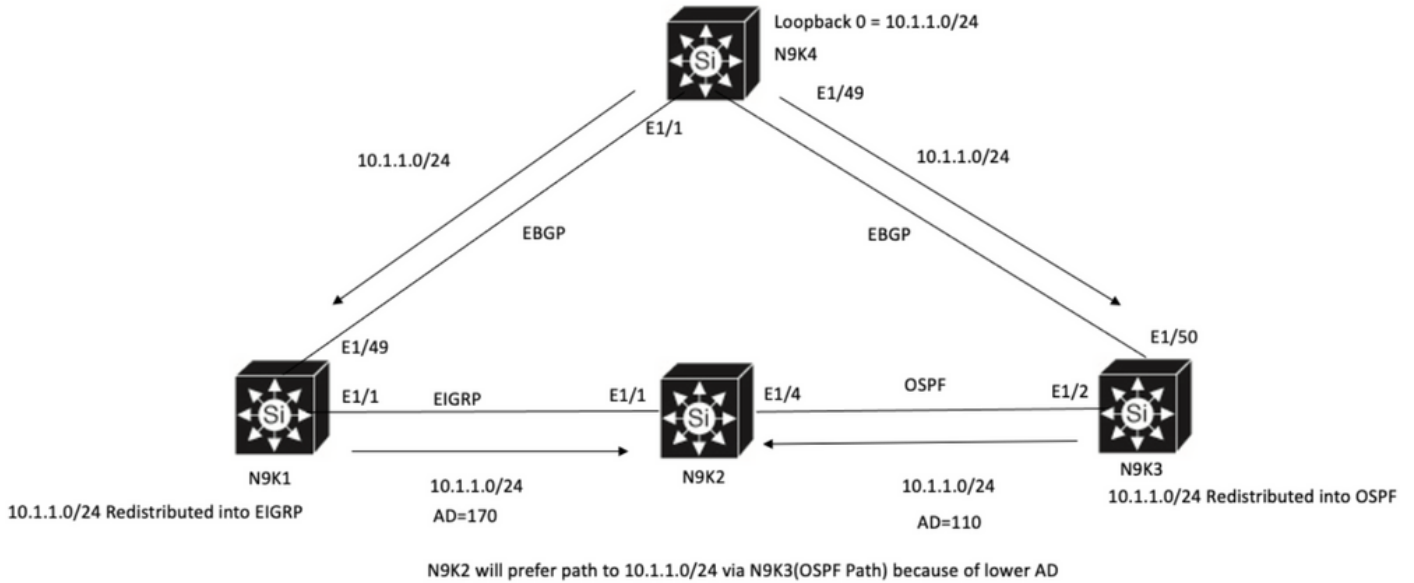 Loopback 0 = 10.1.1.0/24
Si
N9K4
E1/49
E1/1
10.1.1.0/24
10.1.1.0/24
EBGP
EBGP
E1/49
E1/50
E1/1
EIGRP
E1/1
E1/4
OSPF
E1/2
Si
Si
Si
N9K1
N9K2
N9K3
10.1.1.0/24 Redistributed into EIGRP
10.1.1.0/24
AD=170
10.1.1.0/24
AD=110
10.1.1.0/24 Redistributed into OSPF
N9K2 will prefer path to 10.1.1.0/24 via N9K3(OSPF Path) because of lower AD